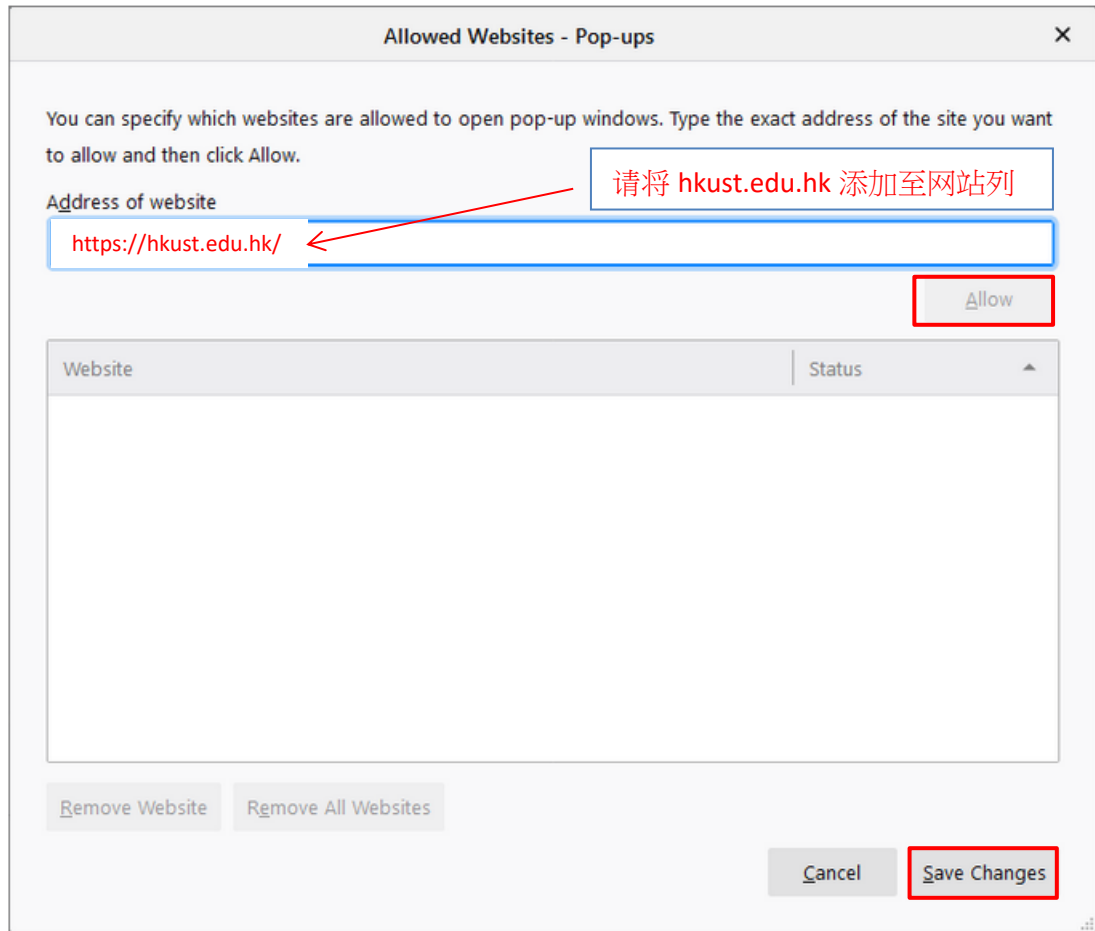 Allowed Websites - Pop-ups
You can specify which websites are allowed to open pop-up windows. Type the exact address of the site you want
to allow and then click Allow.
请将 hkust.edu.hk 添加至网站列
Address of website
https://hkust.edu.hk/
Allow
Website Status
Remove Website Remove All Websites
Cancel Save Changes